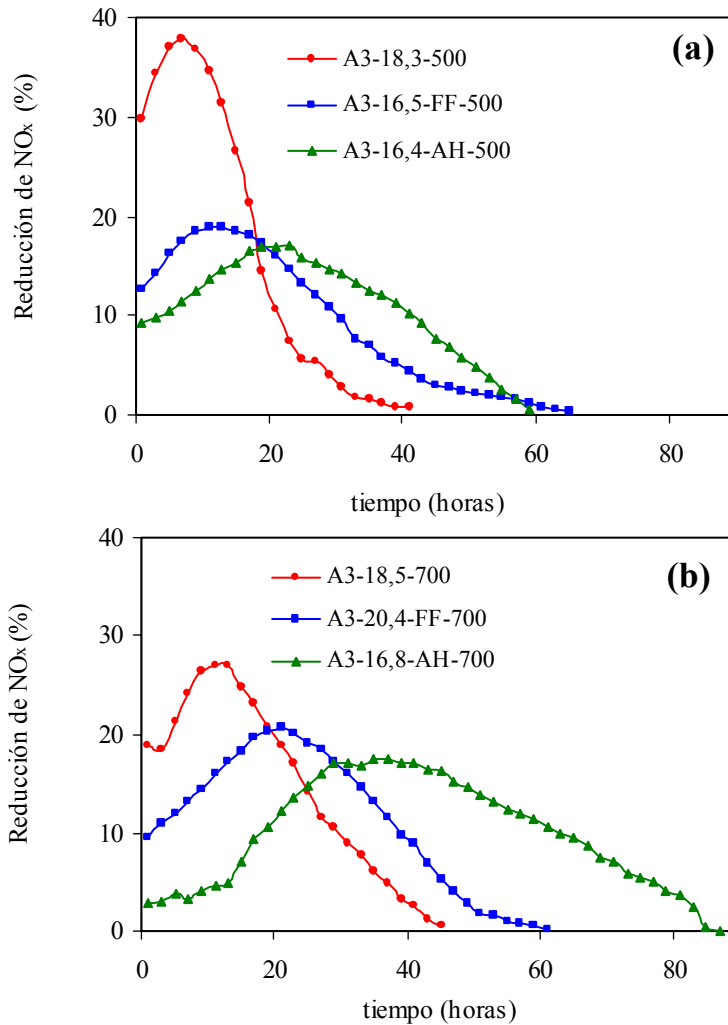 40
(a)
A3-18,3-500
30
A3-16,5-FF-500
A3-16,4-AH-500
20
10
0
0 20 40 60 80
Reducción de NOx (%)
tiempo (horas)
40
(b)
A3-18,5-700
A3-20,4-FF-700
30
A3-16,8-AH-700
20
10
0
0 20 40 60 80
Reducción de NOx (%)
tiempo (horas)